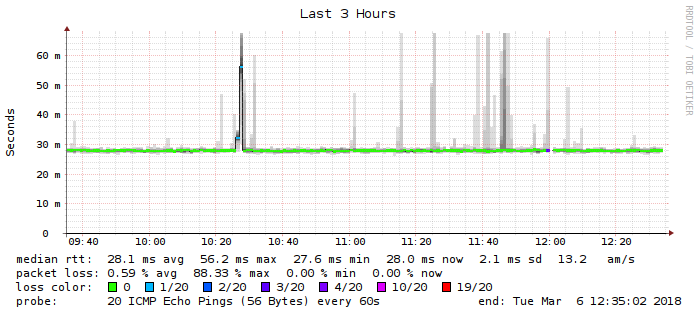 Last 3 Hours
RRDTOOL / TOBI OETIKER
Seconds
60 m
50 m
40 m
30 m
20 m
10 m
0
09:40 10:00 10:20 10:40 11:00 11:20 11:40 12:00 12:20
median rtt: 28.1 ms avg 56.2 ms max 27.6 ms min 28.0 ms now 2.1 ms sd 13.2 am/s
packet loss: 0.59 % avg 88.33 % max 0.00 % min 0.00 % now
loss color: 0 1/20 2/20 3/20 4/20 10/20 19/20
probe: 20 ICMP Echo Pings (56 Bytes) every 60s end: Tue Mar 6 12:35:02 2018